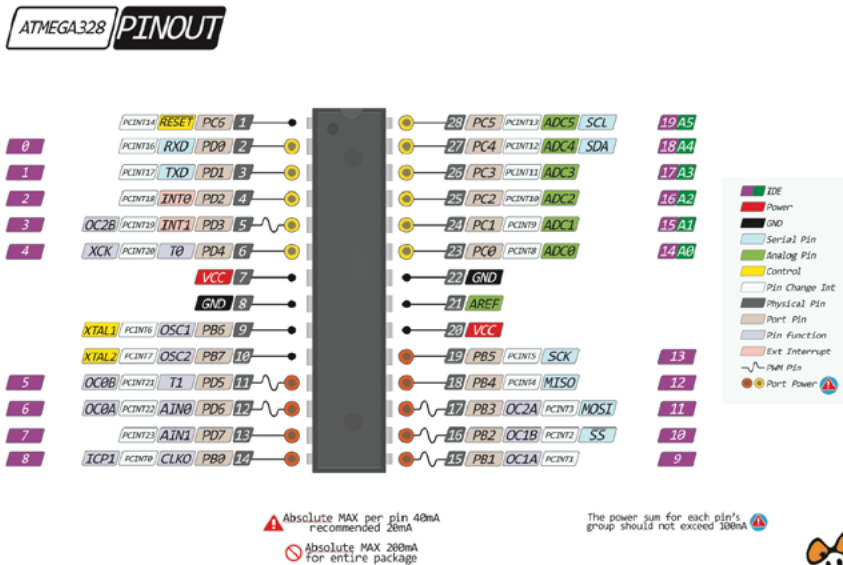 ATMEGA328 PINOUT
PCINT14 RESET PC6 1
0 PCINT16 RXD PD0 2
1 PCINT17 TXD PD1 3
2 PCINT18 INT0 PD2 4
3 OC2B PCINT19 INT1 PD3 5
4 XCK PCINT20 T0 PD4 6
VCC 7
GND 8
XTAL1 PCINT6 OSC1 PB6 9
XTAL2 PCINT7 OSC2 PB7 10
5 OC0B PCINT21 T1 PD5 11
6 OC0A PCINT22 AIN0 PD6 12
7 PCINT23 AIN1 PD7 13
8 ICP1 PCINT0 CLKO PB0 14
28 PC5 PCINT13 ADC5 SCL 19 A5
27 PC4 PCINT12 ADC4 SDA 18 A4
26 PC3 PCINT11 ADC3 17 A3
25 PC2 PCINT10 ADC2 16 A2
24 PC1 PCINT9 ADC1 15 A1
23 PC0 PCINT8 ADC0 14 A0
22 GND
21 AREF
20 VCC
19 PB5 PCINT5 SCK 13
18 PB4 PCINT4 MISO 12
17 PB3 OC2A PCINT3 MOSI 11
16 PB2 OC1B PCINT2 SS 10
15 PB1 OC1A PCINT1 9
IDE
Power
GND
Serial Pin
Analog Pin
Control
Pin Change Int
Physical Pin
Port Pin
Pin function
Ext Interrupt
PWM Pin
Port Power
Absolute MAX per pin 40mA
recommended 20mA
Absolute MAX 200mA
for entire package
The power sum for each pin's
group should not exceed 100mA